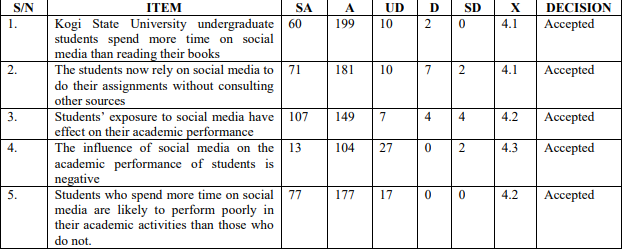 S/N ITEM SA A UD D SD X DECISION
1. Kogi State University undergraduate 60 199 10 2 0 4.1 Accepted
students spend more time on social
media than reading their books
2. The students now rely on social media to 71 181 10 7 2 4.1 Accepted
do their assignments without consulting
other sources
3. Students' exposure to social media have 107 149 7 4 4 4.2 Accepted
effect on their academic performance
4. The influence of social media on the 13 104 27 0 2 4.3 Accepted
academic performance of students is
negative
5. Students who spend more time on social 77 177 17 0 0 4.2 Accepted
media are likely to perform poorly in
their academic activities than those who
do not.